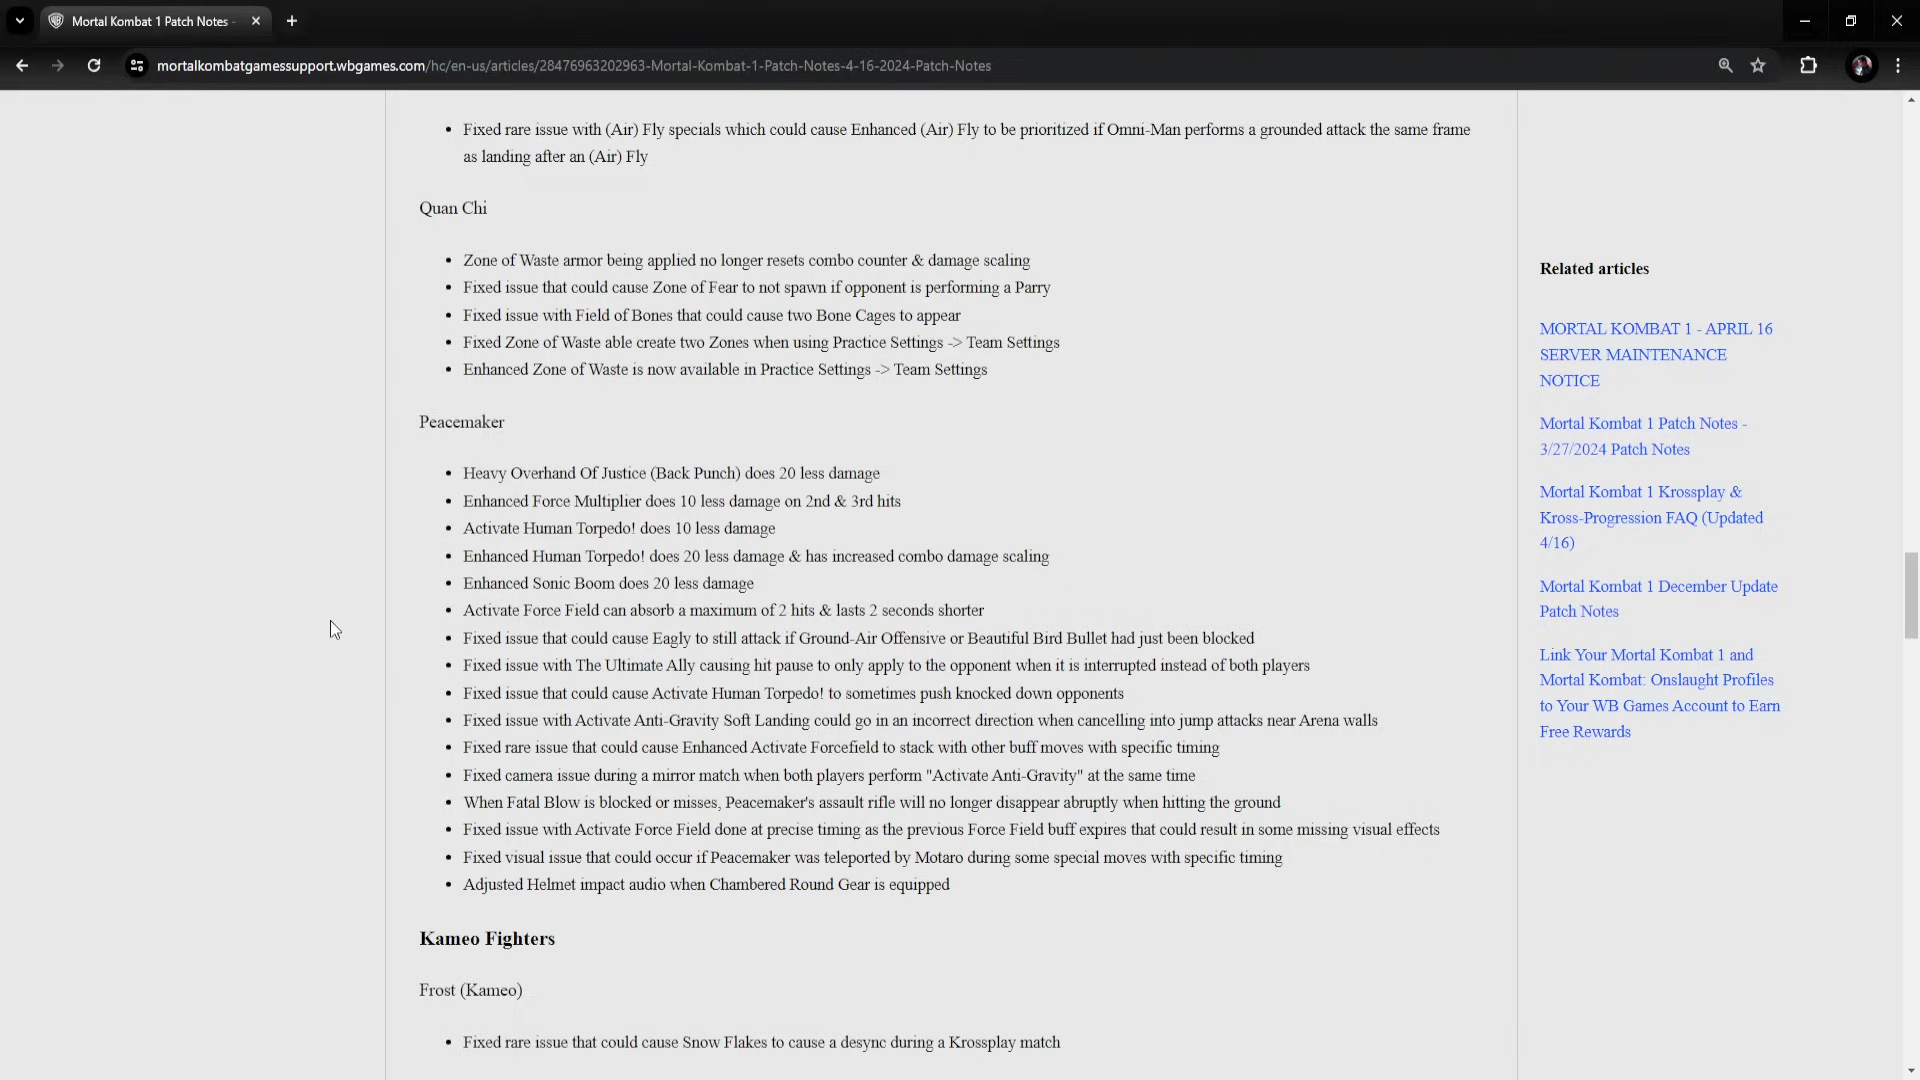 Mortal Kombat 1 Patch Notes -
mortalkombatgamessupport.wbgames.com/hc/en-us/articles/28476963202963-Mortal-Kombat-1-Patch-Notes-4-16-2024-Patch-Notes
• Fixed rare issue with (Air) Fly specials which could cause Enhanced (Air) Fly to be prioritized if Omni-Man performs a grounded attack the same frame
as landing after an (Air) Fly
Quan Chi
• Zone of Waste armor being applied no longer resets combo counter & damage scaling
• Fixed issue that could cause Zone of Fear to not spawn if opponent is performing a Parry
• Fixed issue with Field of Bones that could cause two Bone Cages to appear
• Fixed Zone of Waste able create two Zones when using Practice Settings -> Team Settings
• Enhanced Zone of Waste is now available in Practice Settings -> Team Settings
Peacemaker
• Heavy Overhand Of Justice (Back Punch) does 20 less damage
• Enhanced Force Multiplier does 10 less damage on 2nd & 3rd hits
• Activate Human Torpedo! does 10 less damage
• Enhanced Human Torpedo! does 20 less damage & has increased combo damage scaling
• Enhanced Sonic Boom does 20 less damage
• Activate Force Field can absorb a maximum of 2 hits & lasts 2 seconds shorter
• Fixed issue that could cause Eagly to still attack if Ground-Air Offensive or Beautiful Bird Bullet had just been blocked
• Fixed issue with The Ultimate Ally causing hit pause to only apply to the opponent when it is interrupted instead of both players
• Fixed issue that could cause Activate Human Torpedo! to sometimes push knocked down opponents
• Fixed issue with Activate Anti-Gravity Soft Landing could go in an incorrect direction when cancelling into jump attacks near Arena walls
• Fixed rare issue that could cause Enhanced Activate Forcefield to stack with other buff moves with specific timing
• Fixed camera issue during a mirror match when both players perform "Activate Anti-Gravity" at the same time
• When Fatal Blow is blocked or misses, Peacemaker's assault rifle will no longer disappear abruptly when hitting the ground
• Fixed issue with Activate Force Field done at precise timing as the previous Force Field buff expires that could result in some missing visual effects
• Fixed visual issue that could occur if Peacemaker was teleported by Motaro during some special moves with specific timing
• Adjusted Helmet impact audio when Chambered Round Gear is equipped
Kameo Fighters
Frost (Kameo)
• Fixed rare issue that could cause Snow Flakes to cause a desync during a Krossplay match
Related articles
MORTAL KOMBAT 1 - APRIL 16
SERVER MAINTENANCE
NOTICE
Mortal Kombat 1 Patch Notes -
3/27/2024 Patch Notes
Mortal Kombat 1 Krossplay &
Kross-Progression FAQ (Updated
4/16)
Mortal Kombat 1 December Update
Patch Notes
Link Your Mortal Kombat 1 and
Mortal Kombat: Onslaught Profiles
to Your WB Games Account to Earn
Free Rewards